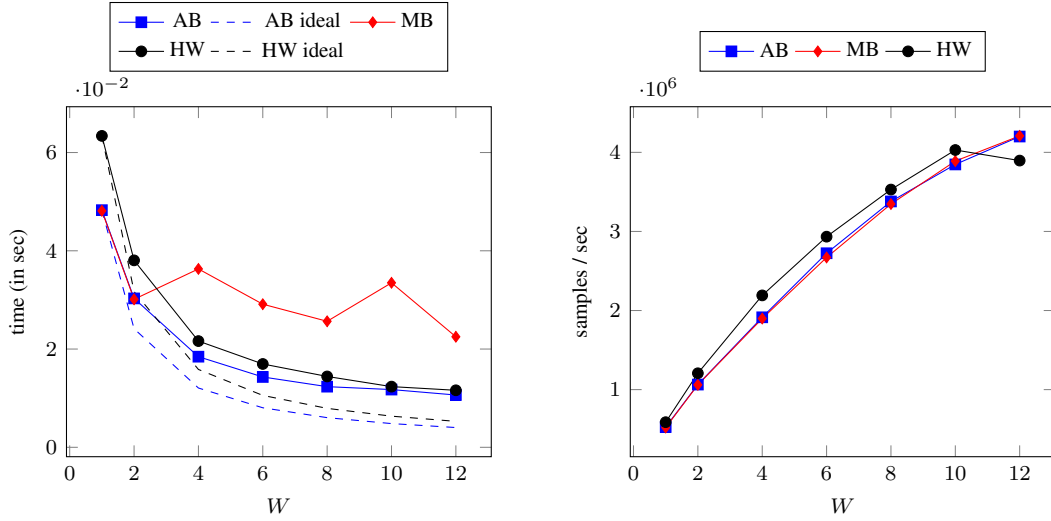 AB AB ideal MB
HW HW ideal
·10−2
6
4
2
0
time (in sec)
0 2 4 6 8 10 12
W
AB MB HW
·106
4
3
2
1
samples / sec
0 2 4 6 8 10 12
W